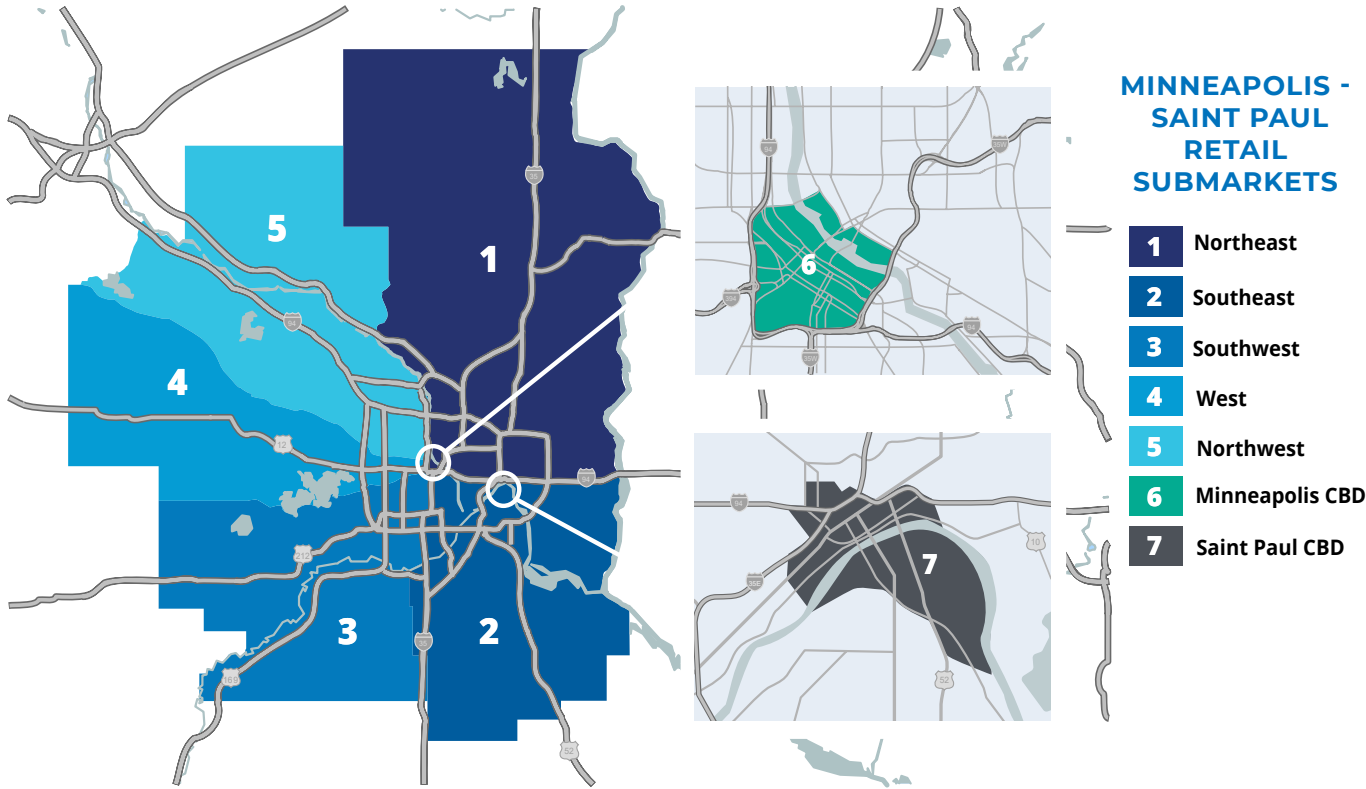 MINNEAPOLIS -
SAINT PAUL
RETAIL
SUBMARKETS
1 Northeast
2 Southeast
3 Southwest
4 West
5 Northwest
6 Minneapolis CBD
7 Saint Paul CBD
35
5
1
94
4
12
94
212
3
2
35
169
52
94
35W
6
394
94
35W
94
10
7
35E
52